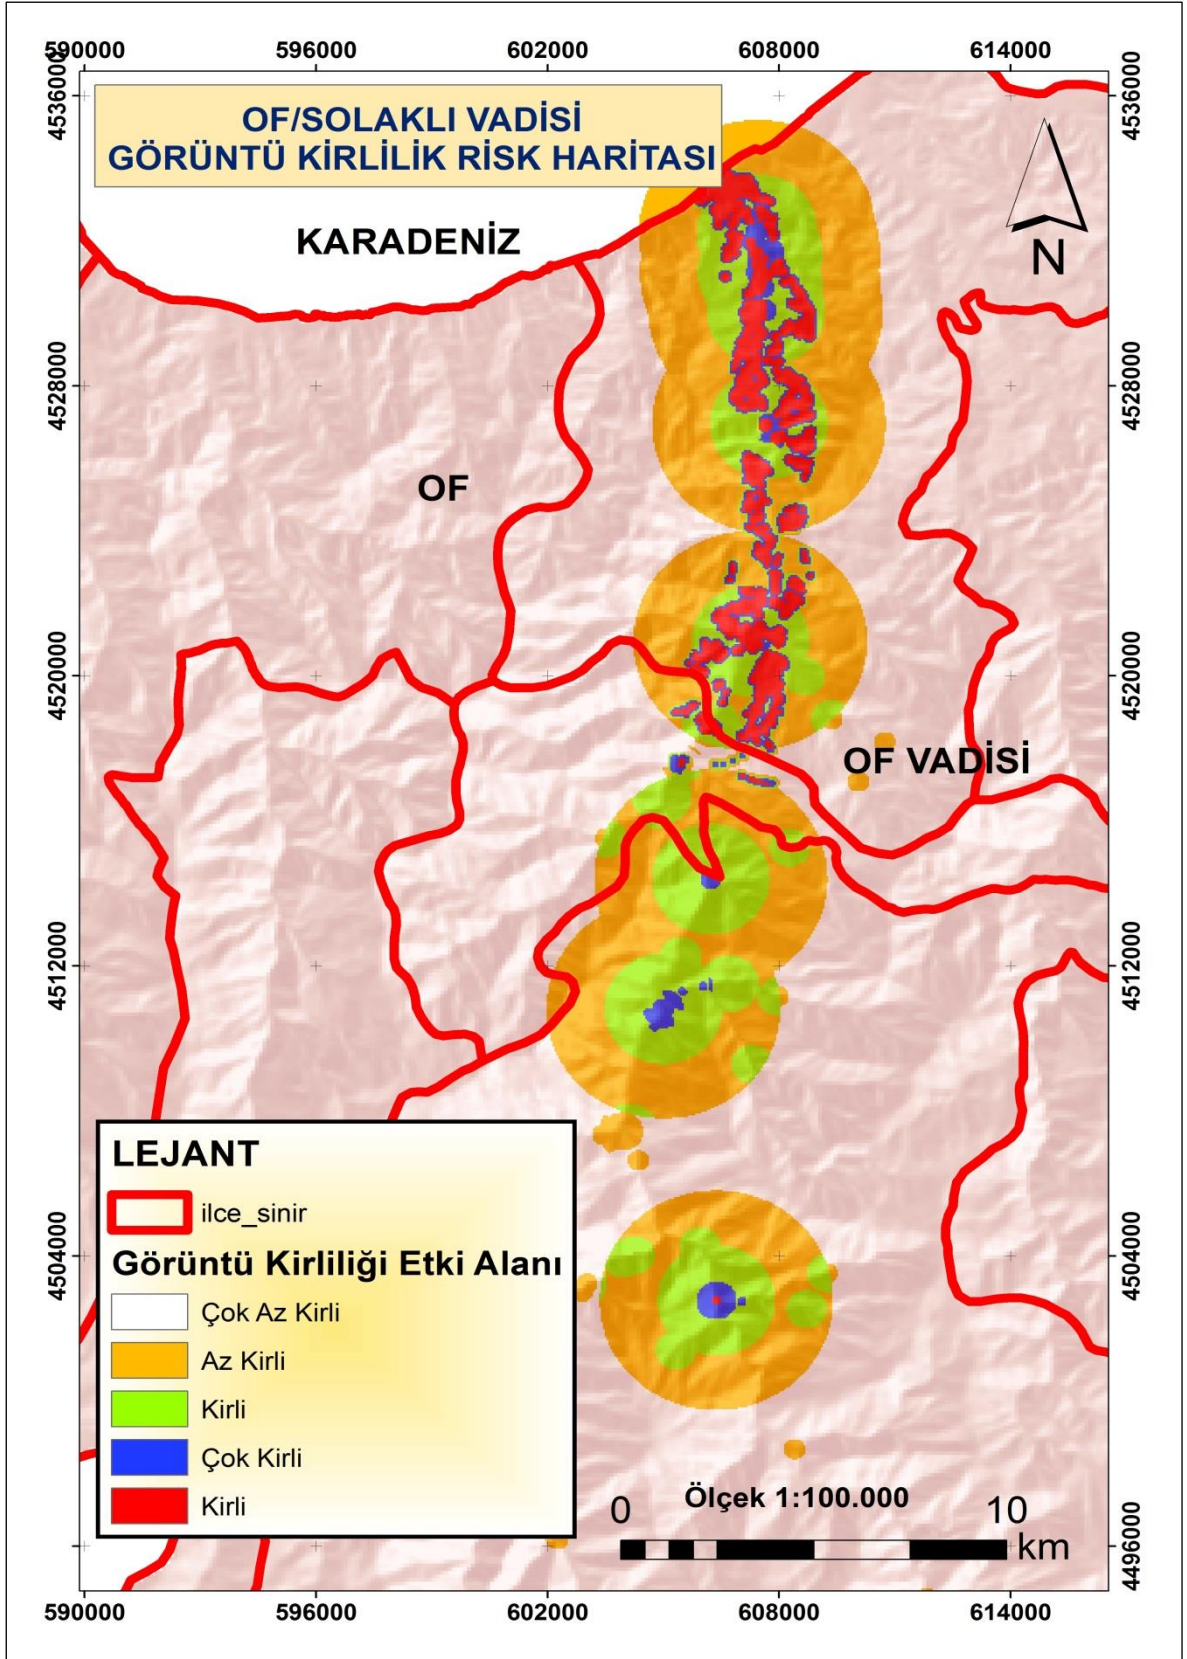 590000 596000 602000 608000 614000
4536000 4536000
OF/SOLAKLI VADİSİ
GÖRÜNTÜ KİRLİLİK RİSK HARİTASI
KARADENİZ
N
4528000 4528000
OF
4520000 4520000
OF VADİSİ
4512000 4512000
LEJANT
ilce_sinir
Görüntü Kirliliği Etki Alanı
4504000 4504000
Çok Az Kirli
Az Kirli
Kirli
Çok Kirli
Kirli
0 Ölçek 1:100.000 10
km
4496000
590000 596000 602000 608000 614000